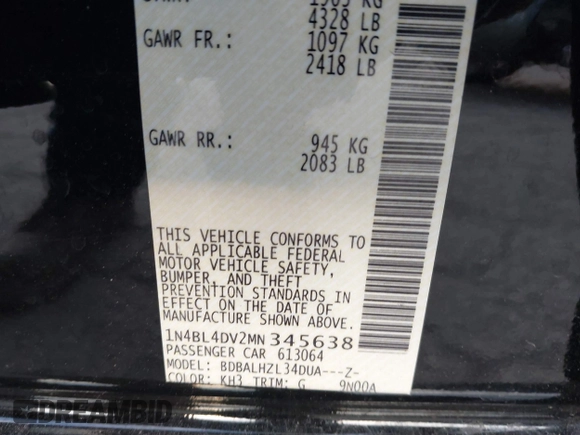 4328 LB
GAWR FR.: 1097 KG
2418 LB
GAWR RR.: 945 KG
2083 LB
THIS VEHICLE CONFORMS TO
ALL APPLICABLE FEDERAL
MOTOR VEHICLE SAFETY,
BUMPER, AND THEFT
PREVENTION STANDARDS IN
EFFECT ON THE DATE OF
MANUFACTURE SHOWN ABOVE.
1N4BL4DV2MN 345638
PASSENGER CAR 613064
MODEL: BDBALHZL34DUA---Z-
COLOR: KH3 TRIM: G 9N00A
DREAMBID